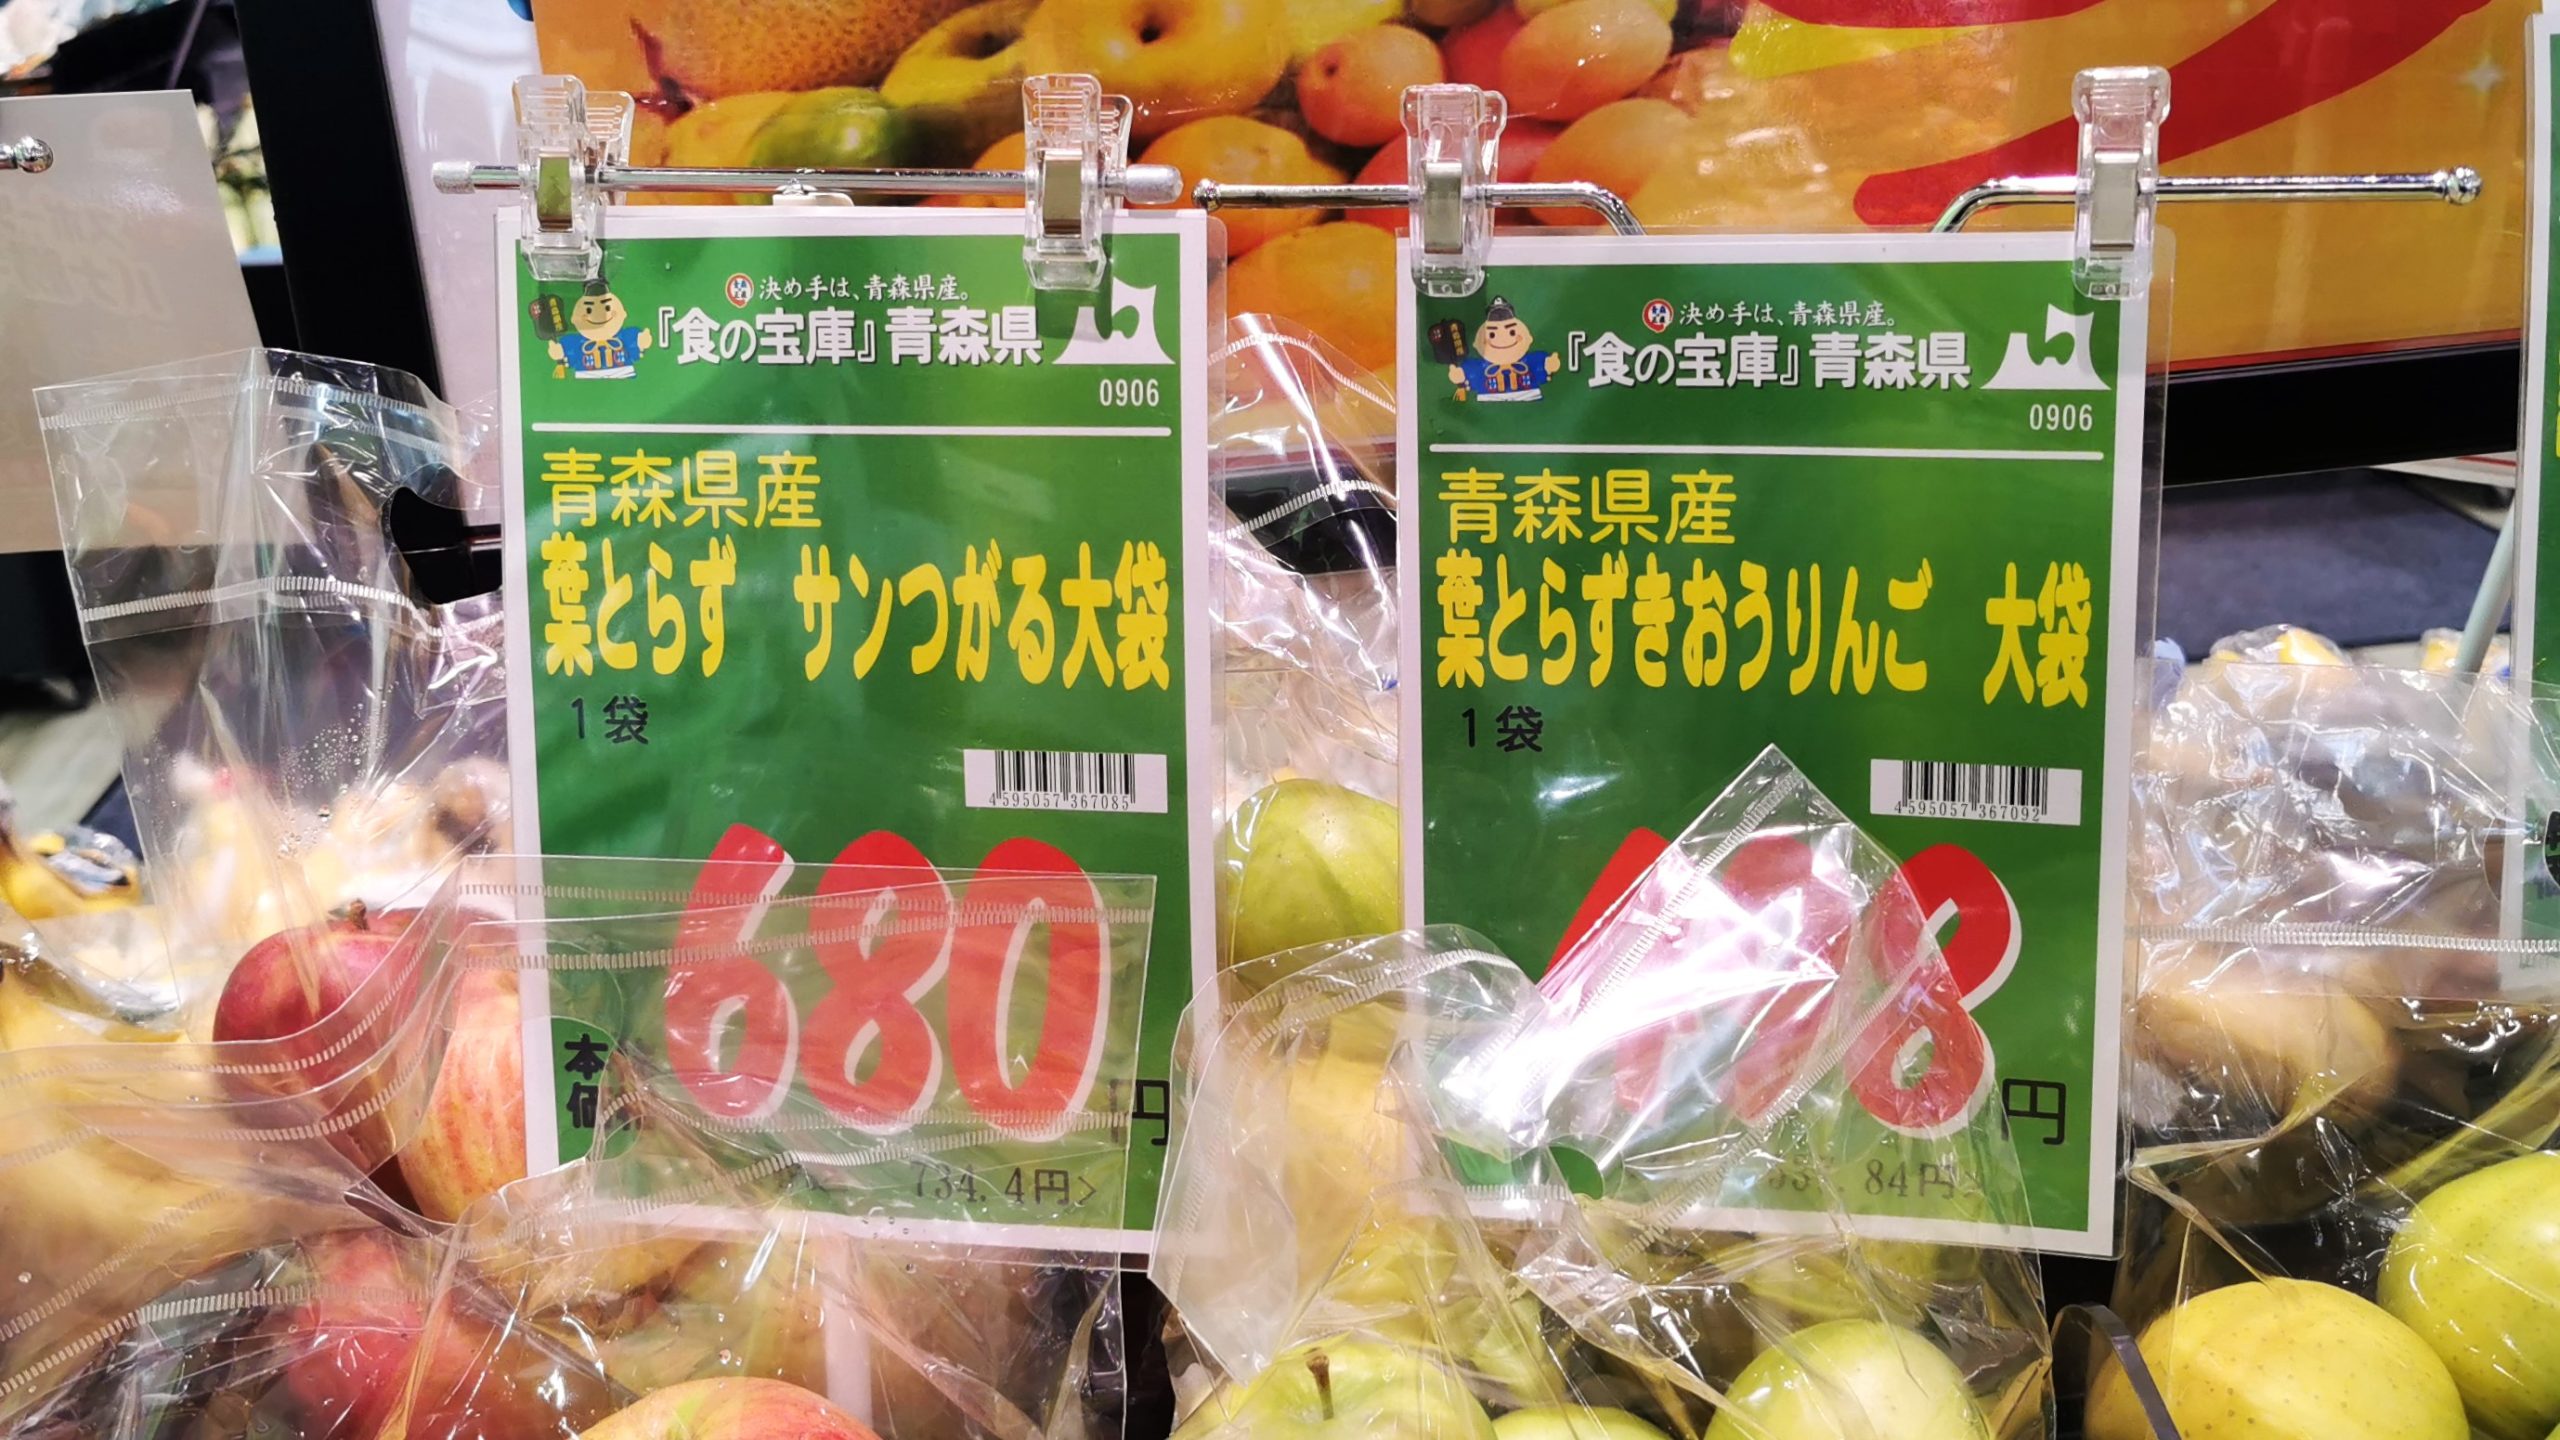 決め手は、青森県産。
『食の宝庫』青森県
0906
青森県産
葉とらず サンつがる大袋
1袋
4595057367085
680
本
円
734.4円>
決め手は、青森県産。
『食の宝庫』青森県
0906
青森県産
葉とらずきおうりんご 大袋
1袋
4595057367092
円
84円>